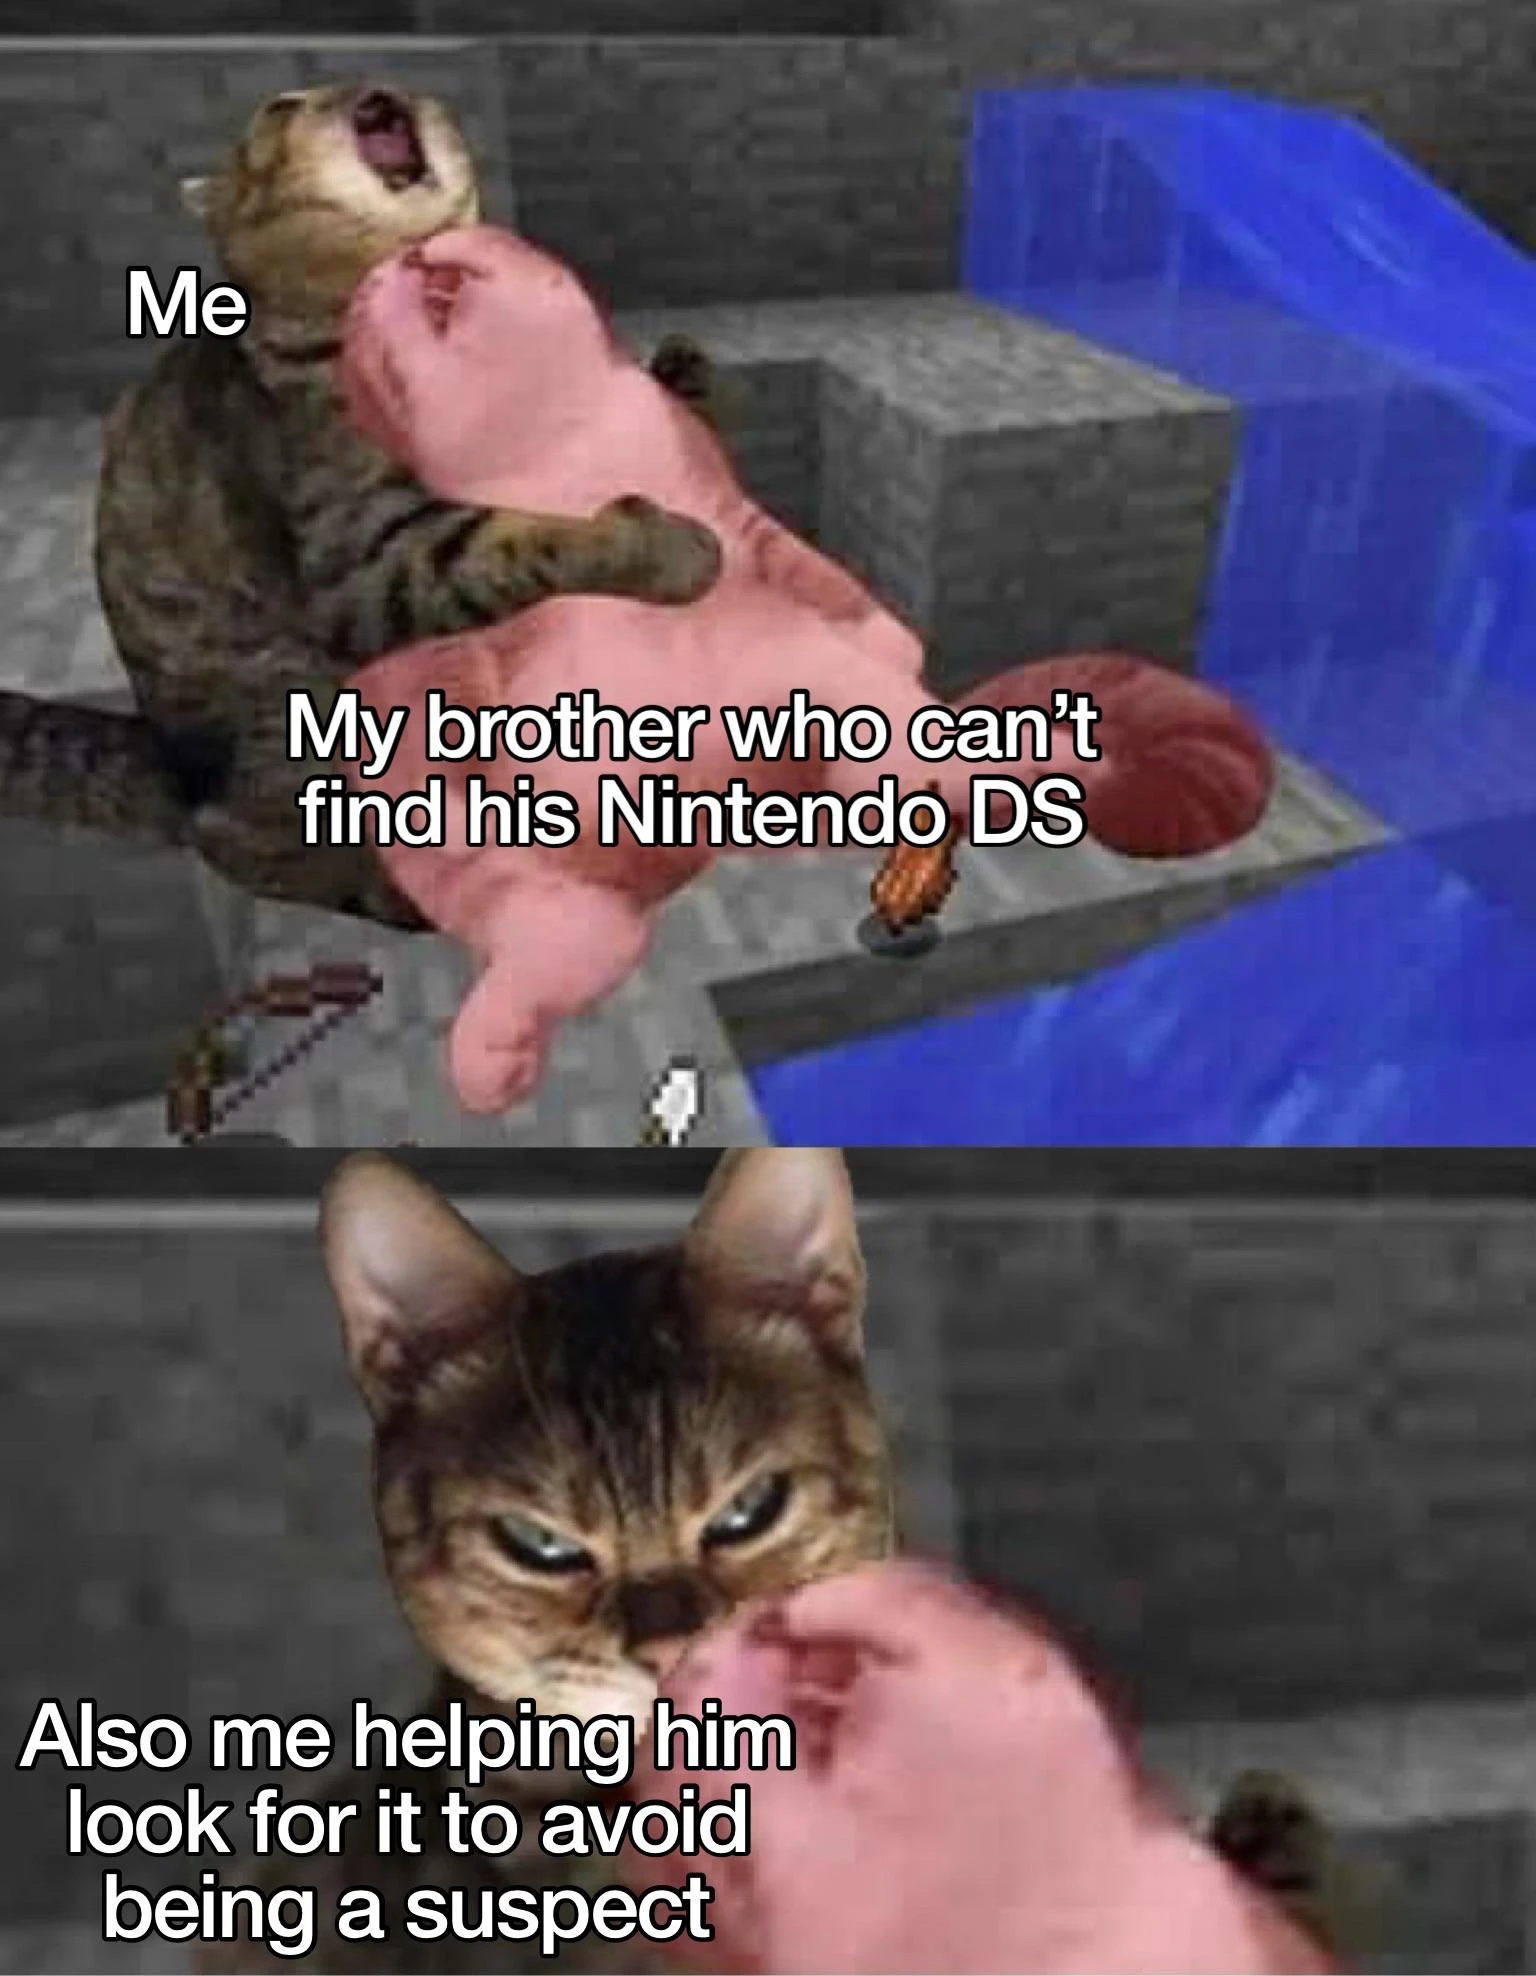 Me
My brother who can't
find his Nintendo DS
Also me helping him
look for it to avoid
being a suspect